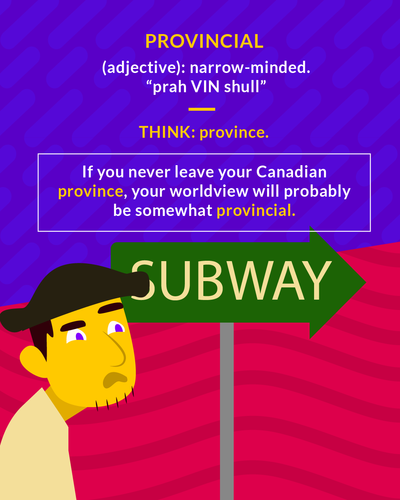 PROVINCIAL
(adjective): narrow-minded.
“prah VIN shull”
THINK: province.
If you never leave your Canadian
province, your worldview will probably
be somewhat provincial.
SUBWAY